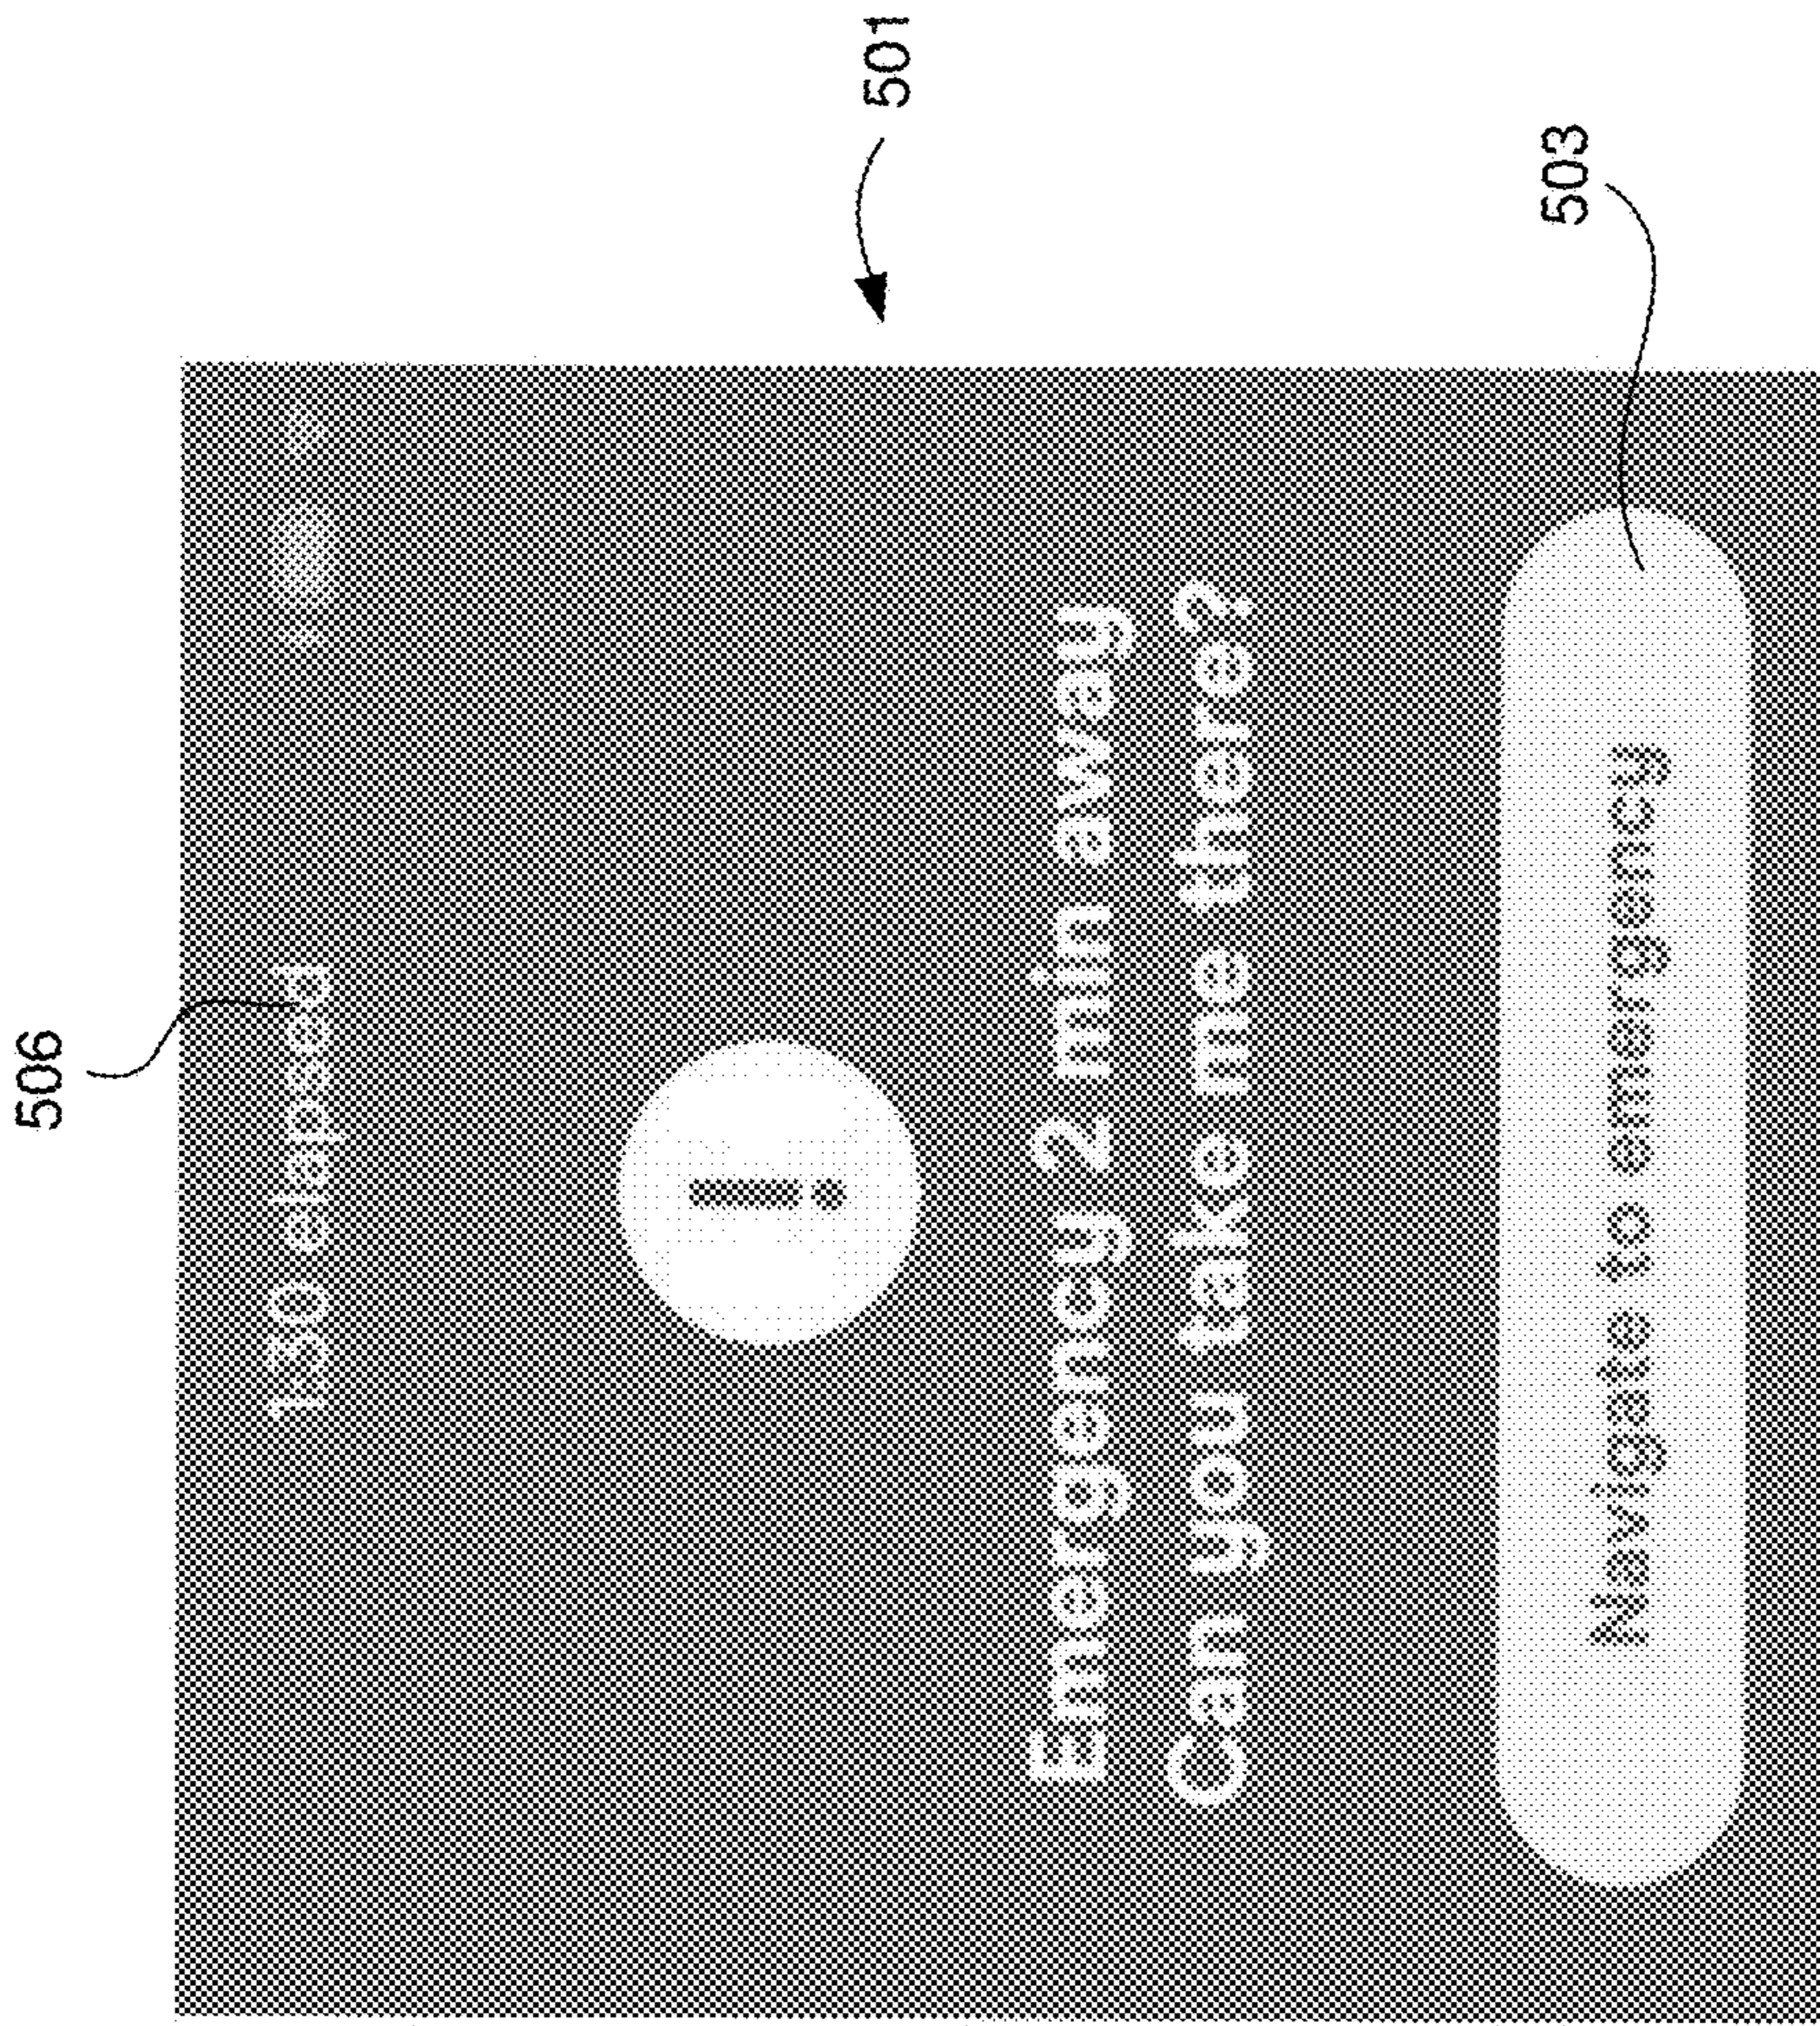 506
1:30 elapsed
501
!
Emergency 2 min away
Can you take me there?
503
Navigate to emergency